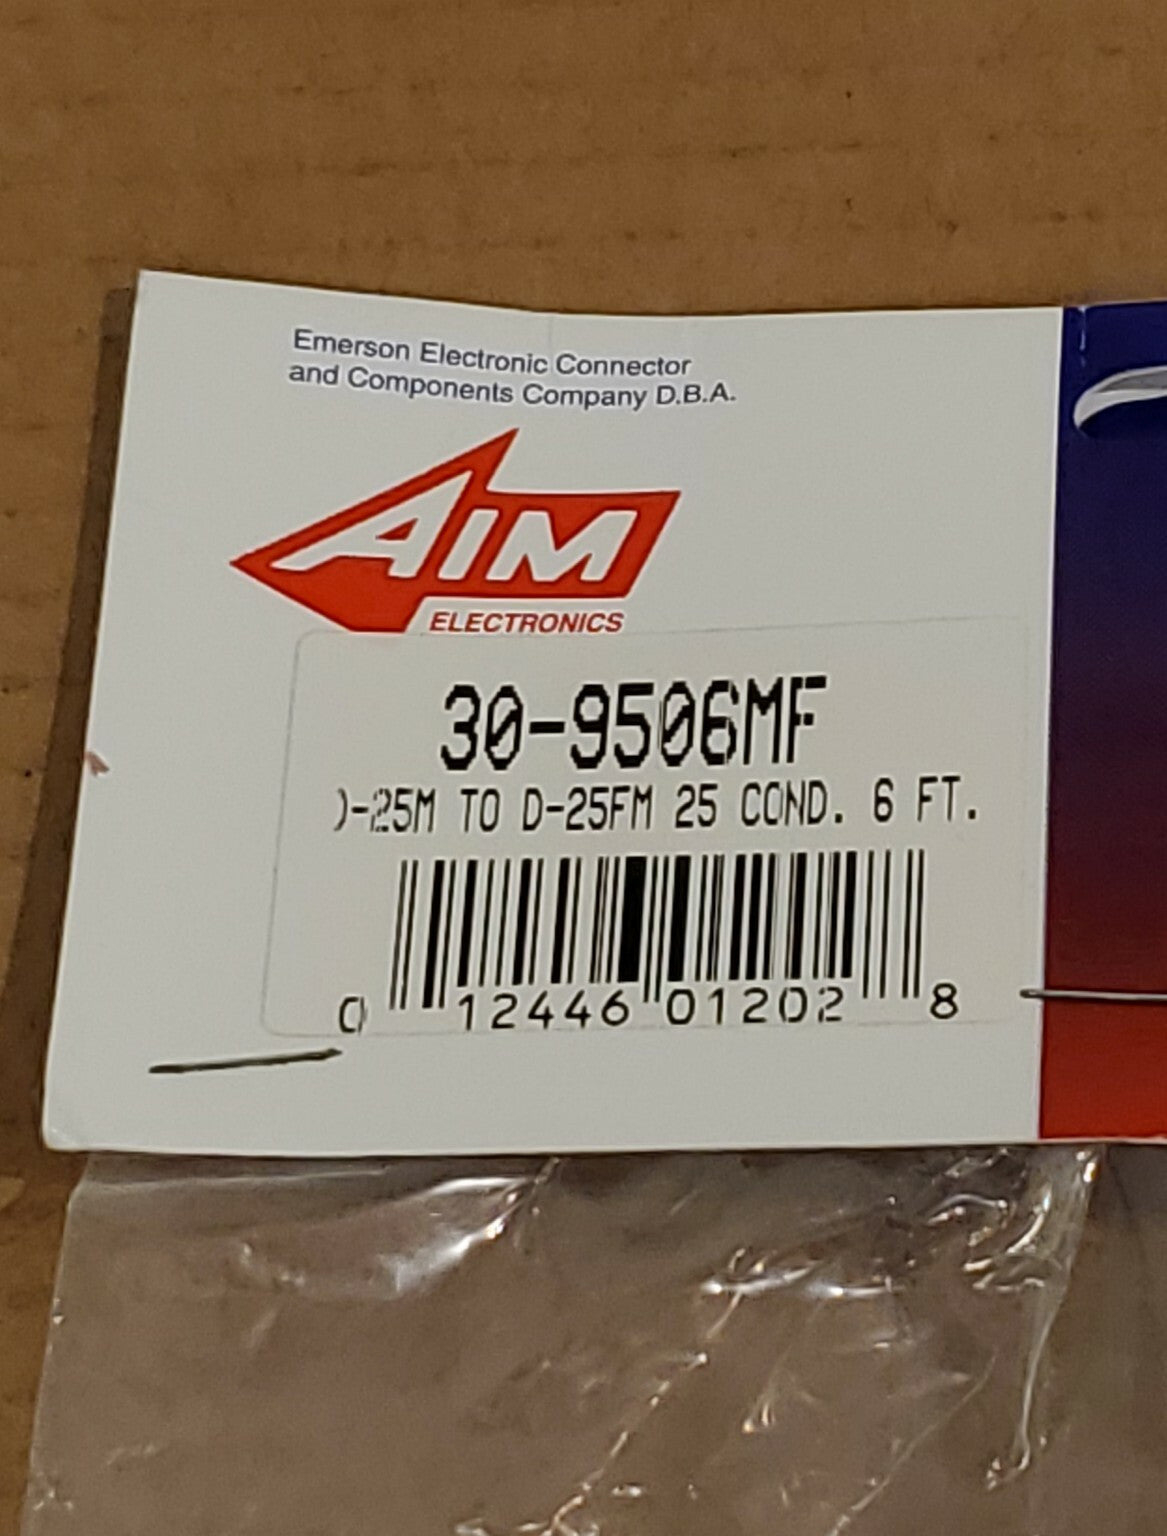 Emerson Electronic Connector
and Components Company D.B.A.
AIM
ELECTRONICS
30-9506MF
D-25M TO D-25FM 25 COND. 6 FT.
0 12446 01202 8